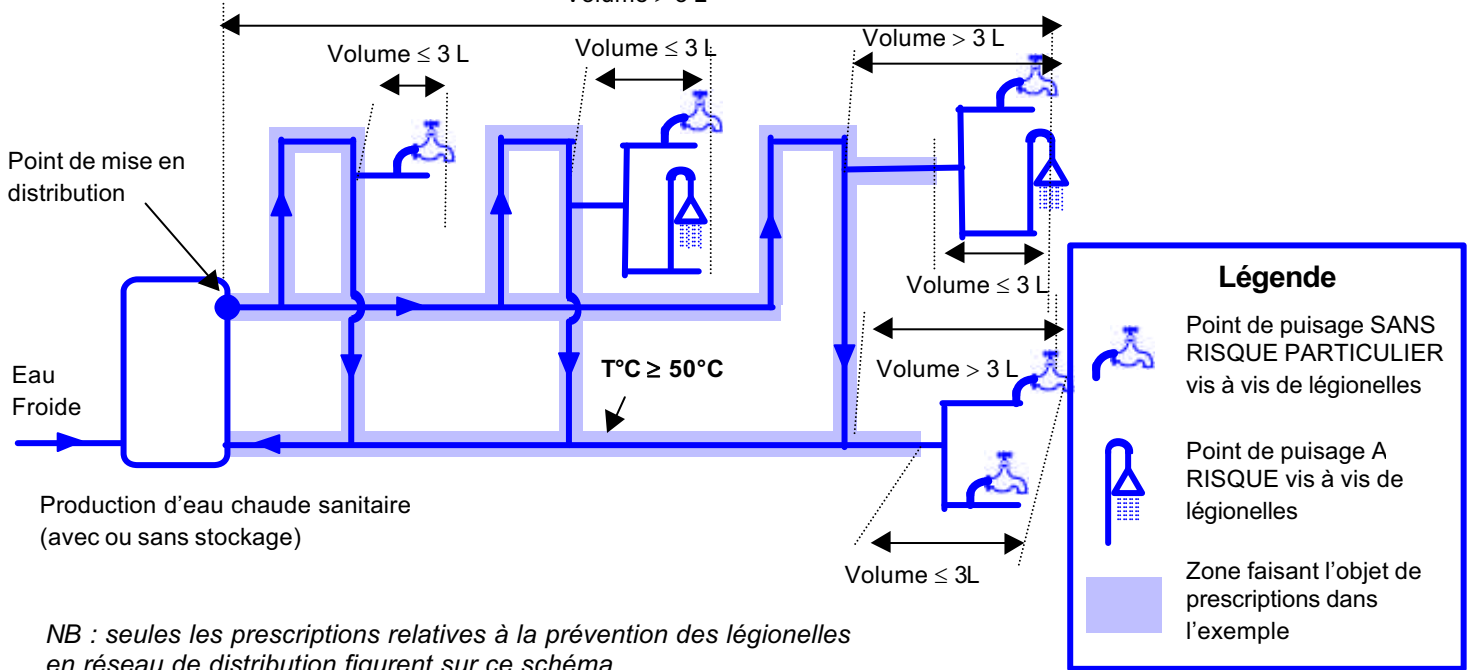 Volume ≤ 3 L
Volume ≤ 3 L
Volume > 3 L
Point de mise en
distribution
Volume ≤ 3 L
T°C ≥ 50°C
Volume > 3 L
Eau
Froide
Production d'eau chaude sanitaire
(avec ou sans stockage)
Volume ≤ 3L
Légende
Point de puisage SANS
RISQUE PARTICULIER
vis à vis de légionelles
Point de puisage A
RISQUE vis à vis de
légionelles
Zone faisant l'objet de
prescriptions dans
l'exemple
NB : seules les prescriptions relatives à la prévention des légionelles
en réseau de distribution figurent sur ce schéma